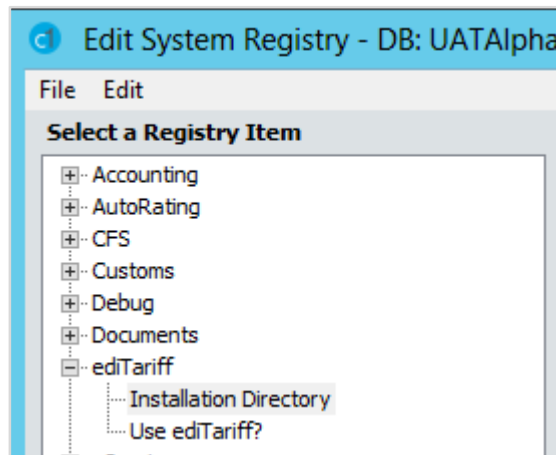 Edit System Registry - DB: UATAlpha
File Edit
Select a Registry Item
Accounting
AutoRating
CFS
Customs
Debug
Documents
ediTariff
Installation Directory
Use ediTariff?